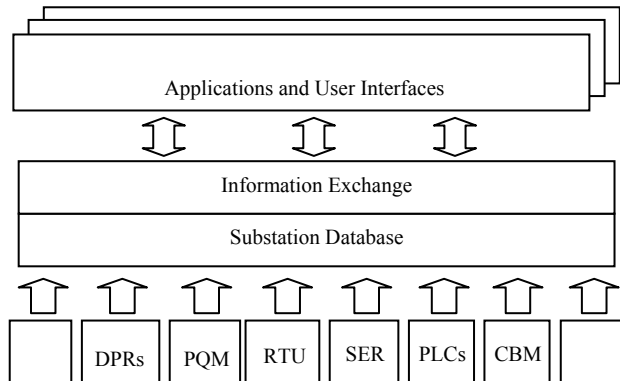 Applications and User Interfaces
Information Exchange
Substation Database
DPRs PQM RTU SER PLCs CBM